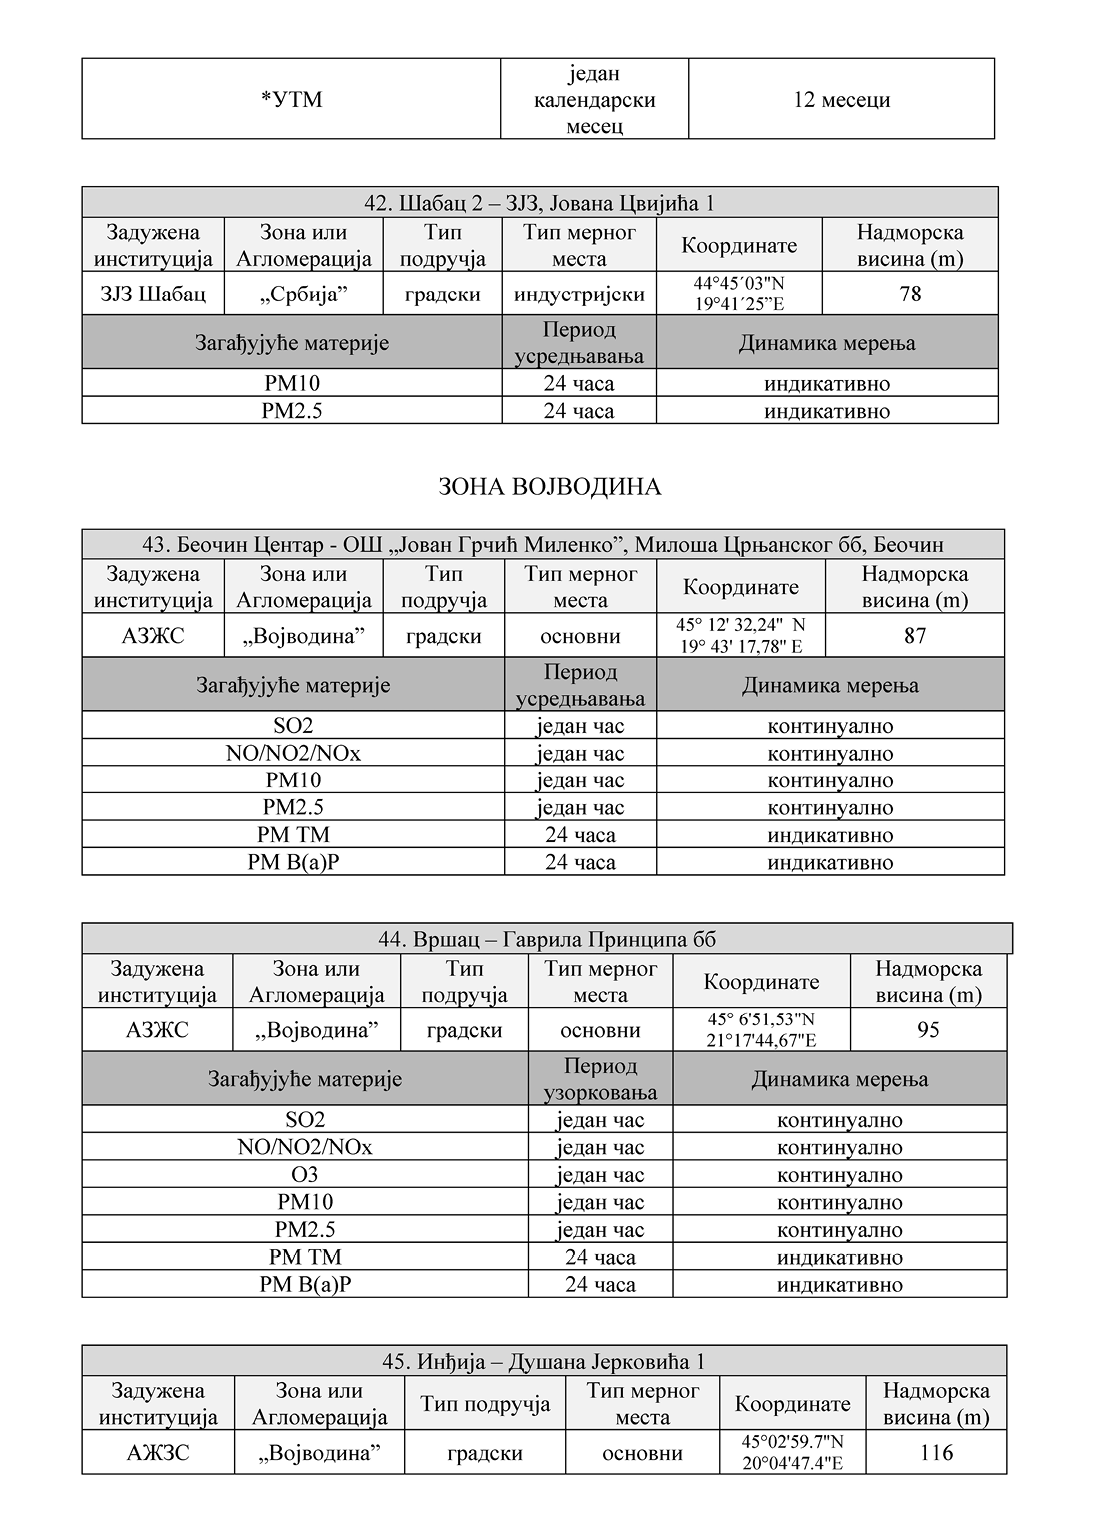 *УТМ један календарски месец 12 месеци
42. Шабац 2 – ЗЈЗ, Јована Цвијића 1
Задужена институција Зона или Агломерација Тип подручја Тип мерног места Координате Надморска висина (m)
ЗЈЗ Шабац „Србија” градски индустријски 44°45´03"N 19°41´25”E 78
Загађујуће материје Период усредњавања Динамика мерења
PM10 24 часа индикативно
PM2.5 24 часа индикативно
ЗОНА ВОЈВОДИНА
43. Беочин Центар - ОШ „Јован Грчић Миленко”, Милоша Црњанског бб, Беочин
Задужена институција Зона или Агломерација Тип подручја Тип мерног места Координате Надморска висина (m)
АЗЖС „Војводина” градски основни 45° 12' 32,24" N 19° 43' 17,78" E 87
Загађујуће материје Период усредњавања Динамика мерења
SO2 један час континуално
NO/NO2/NOx један час континуално
PM10 један час континуално
PM2.5 један час континуално
PM TM 24 часа индикативно
PM B(a)P 24 часа индикативно
44. Вршац – Гаврила Принципа бб
Задужена институција Зона или Агломерација Тип подручја Тип мерног места Координате Надморска висина (m)
АЗЖС ,,Војводина” градски основни 45° 6'51,53"N 21°17'44,67"E 95
Загађујуће материје Период узорковања Динамика мерења
SO2 један час континуално
NO/NO2/NOx један час континуално
O3 један час континуално
PM10 један час континуално
PM2.5 један час континуално
PM TM 24 часа индикативно
PM B(a)P 24 часа индикативно
45. Инђија – Душана Јерковића 1
Задужена институција Зона или Агломерација Тип подручја Тип мерног места Координате Надморска висина (m)
АЖЗС „Војводина” градски основни 45°02'59.7"N 20°04'47.4"E 116